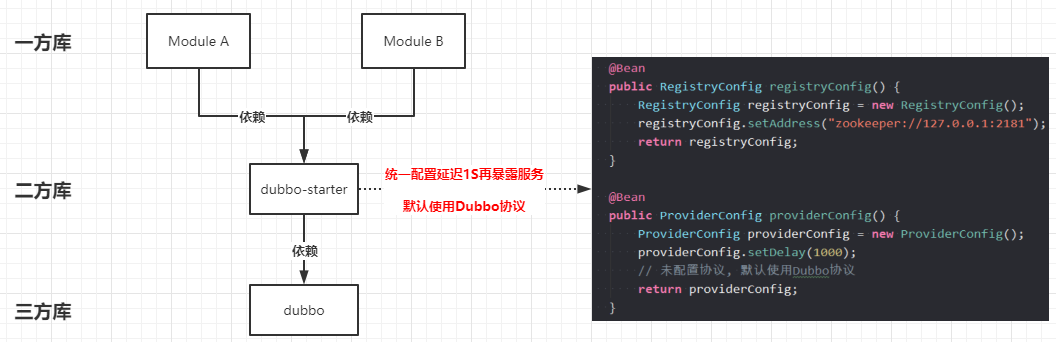 一方库
Module A
Module B
依赖
依赖
二方库
dubbo-starter
统一配置延迟1S再暴露服务
默认使用Dubbo协议
依赖
三方库
dubbo
@Bean
public RegistryConfig registryConfig() {
    RegistryConfig registryConfig = new RegistryConfig();
    registryConfig.setAddress("zookeeper://127.0.0.1:2181");
    return registryConfig;
}
@Bean
public ProviderConfig providerConfig() {
    ProviderConfig providerConfig = new ProviderConfig();
    providerConfig.setDelay(1000);
    // 未配置协议, 默认使用Dubbo协议
    return providerConfig;
}